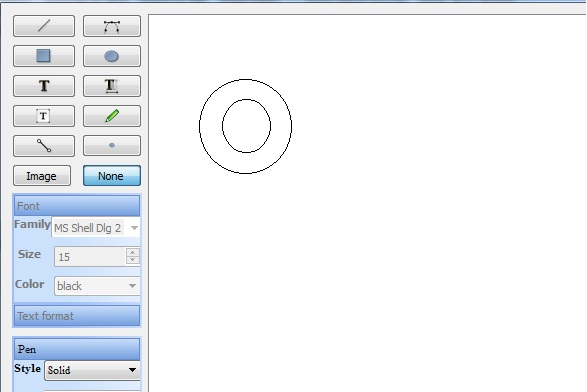 T T
T
Image None
Font
Family MS Shell Dlg 2
Size 15
Color black
Text format
Pen
Style Solid